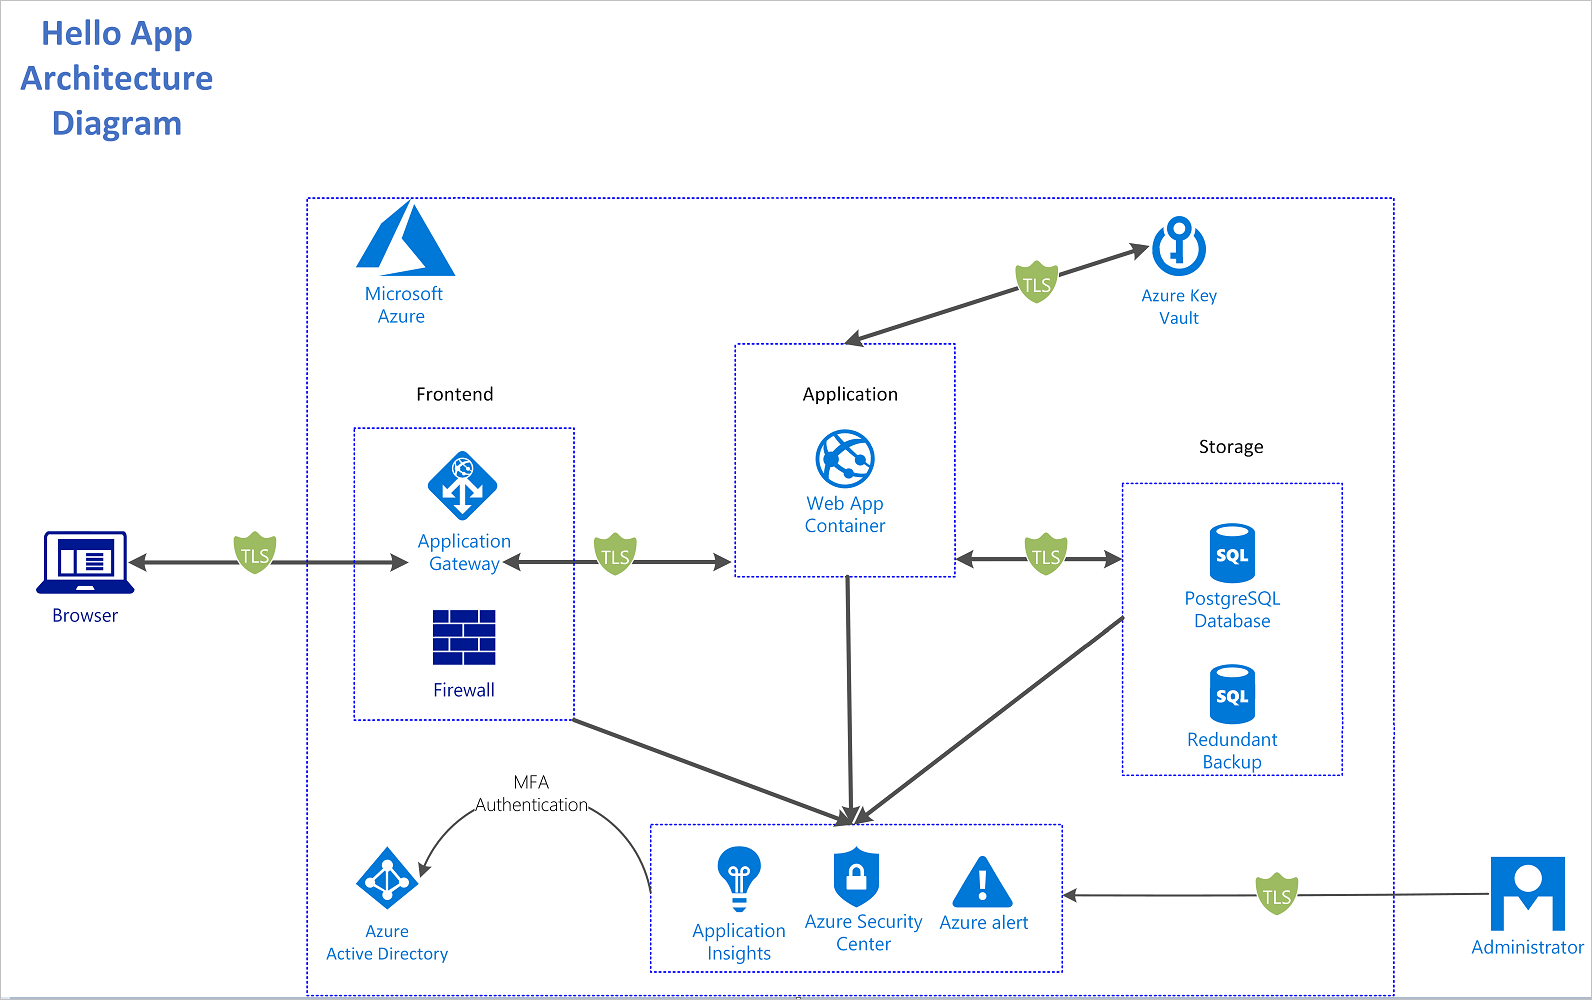 Hello App
Architecture
Diagram
Microsoft
Azure
TLS
Azure Key
Vault
Frontend
Application
Storage
Web App
Container
Application
Gateway
TLS
TLS
TLS
SQL
PostgreSQL
Database
Browser
Firewall
SQL
Redundant
Backup
MFA
Authentication
Azure
Active Directory
Application
Insights
Azure Security
Center
Azure alert
TLS
Administrator